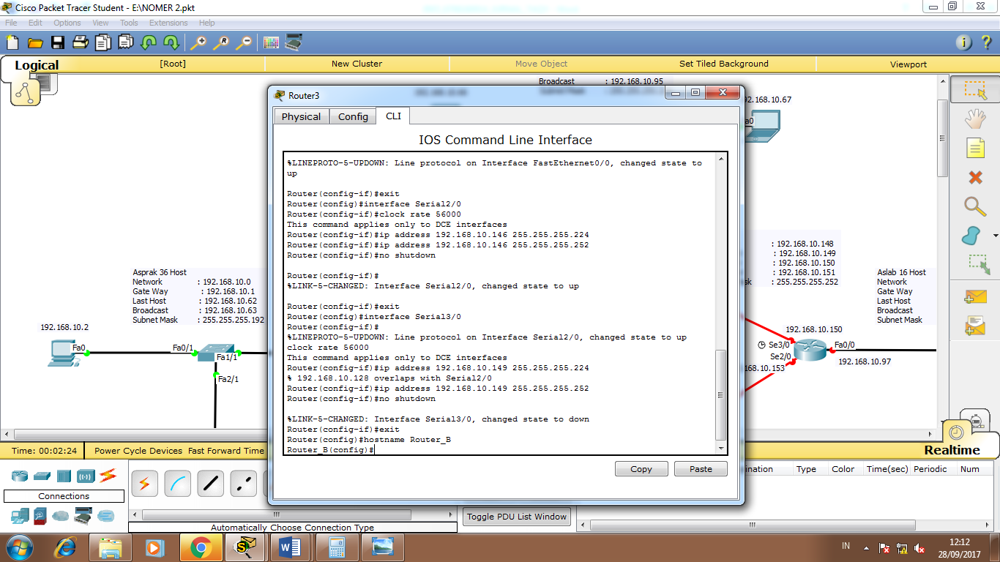 Cisco Packet Tracer Student - E:\NOMER 2.pkt
File Edit Options View Tools Extensions Help
Logical
[Root]
New Cluster
Move Object
Set Tiled Background
Viewport
Broadcast : 192.168.10.95
Router3
Physical
Config
CLI
IOS Command Line Interface
%LINEPROTO-5-UPDOWN: Line protocol on Interface FastEthernet0/0, changed state to
up
Router(config-if)#exit
Router(config)#interface Serial2/0
Router(config-if)#clock rate 56000
This command applies only to DCE interfaces
Router(config-if)#ip address 192.168.10.146 255.255.255.224
Router(config-if)#ip address 192.168.10.146 255.255.255.252
Router(config-if)#no shutdown
Router(config-if)#
%LINK-5-CHANGED: Interface Serial2/0, changed state to up
Router(config-if)#exit
Router(config)#interface Serial3/0
Router(config-if)#
%LINEPROTO-5-UPDOWN: Line protocol on Interface Serial2/0, changed state to up
clock rate 56000
This command applies only to DCE interfaces
Router(config-if)#ip address 192.168.10.149 255.255.255.224
% 192.168.10.128 overlaps with Serial2/0
Router(config-if)#ip address 192.168.10.149 255.255.255.252
Router(config-if)#no shutdown
%LINK-5-CHANGED: Interface Serial3/0, changed state to down
Router(config-if)#exit
Router(config)#hostname Router_B
Router_B(config)#
Copy
Paste
Asprak 36 Host
Network : 192.168.10.0
Gate Way : 192.168.10.1
Last Host : 192.168.10.62
Broadcast : 192.168.10.63
Subnet Mask : 255.255.255.192
192.168.10.2
Fa0
Fa0/1
Fa1/1
Fa2/1
92.168.10.67
a0
: 192.168.10.148
: 192.168.10.149
: 192.168.10.150
: 192.168.10.151
sk : 255.255.255.252
Aslab 16 Host
Network
Gate Way
Last Host
Broadcast
Subnet Mask
192.168.10.150
Se3/0
Fa0/0
Se2/0
168.10.153
192.168.10.97
Time: 00:02:24
Power Cycle Devices Fast Forward Time
Realtime
Connections
Automatically Choose Connection Type
Toggle PDU List Window
ination Type Color Time(sec) Periodic Num
IN
12:12
28/09/2017